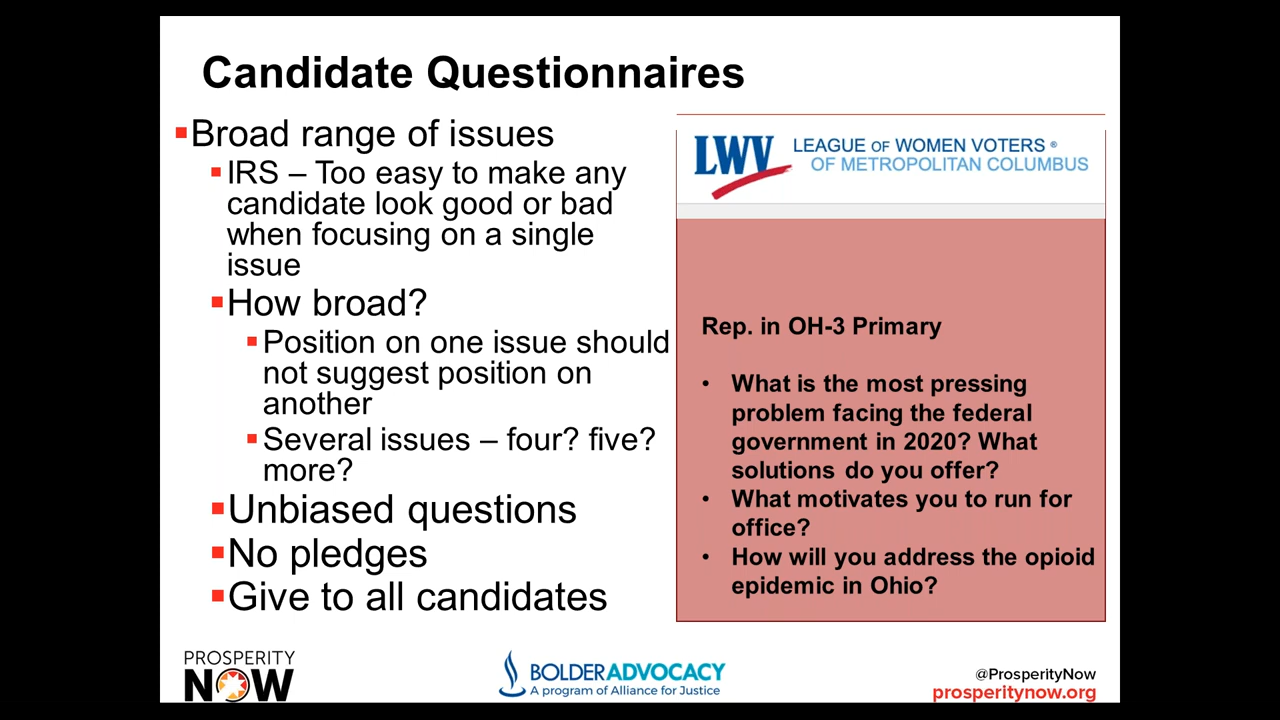 Candidate Questionnaires
Broad range of issues
IRS – Too easy to make any
candidate look good or bad
when focusing on a single
issue
How broad?
Position on one issue should
not suggest position on
another
Several issues – four? five?
more?
Unbiased questions
No pledges
Give to all candidates
LWV
LEAGUE OF WOMEN VOTERS ®
OF METROPOLITAN COLUMBUS
Rep. in OH-3 Primary
• What is the most pressing
problem facing the federal
government in 2020? What
solutions do you offer?
• What motivates you to run for
office?
• How will you address the opioid
epidemic in Ohio?
PROSPERITY
NOW
BOLDERADVOCACY
A program of Alliance for Justice
@ProsperityNow
prosperitynow.org